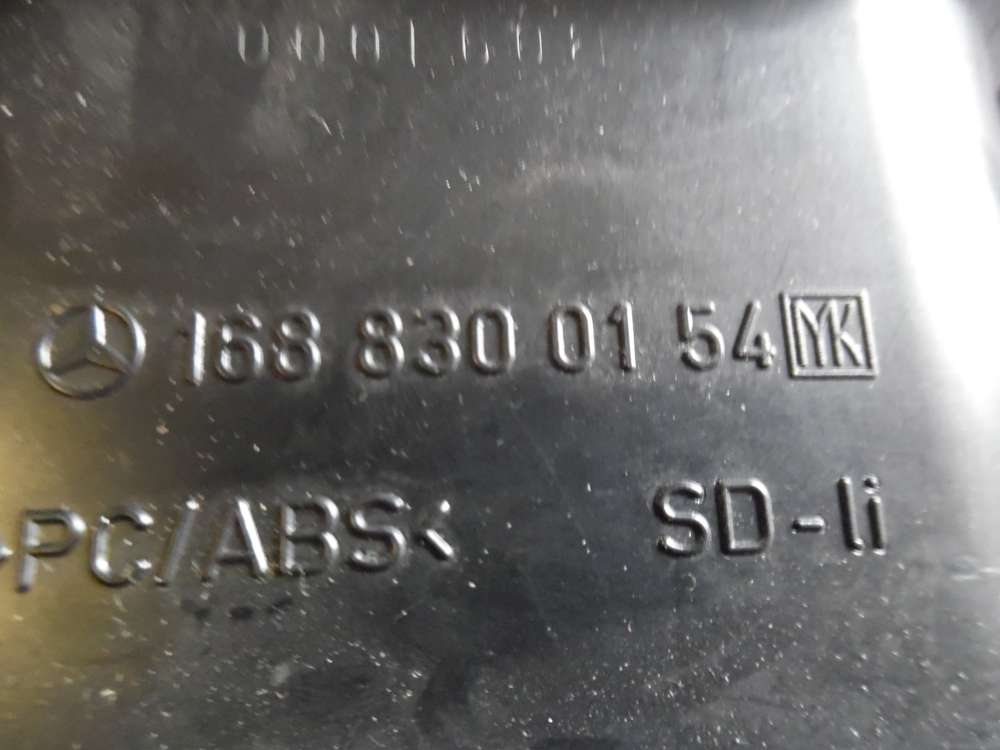 168 830 01 54 YK
>PC/ABS< SD-li